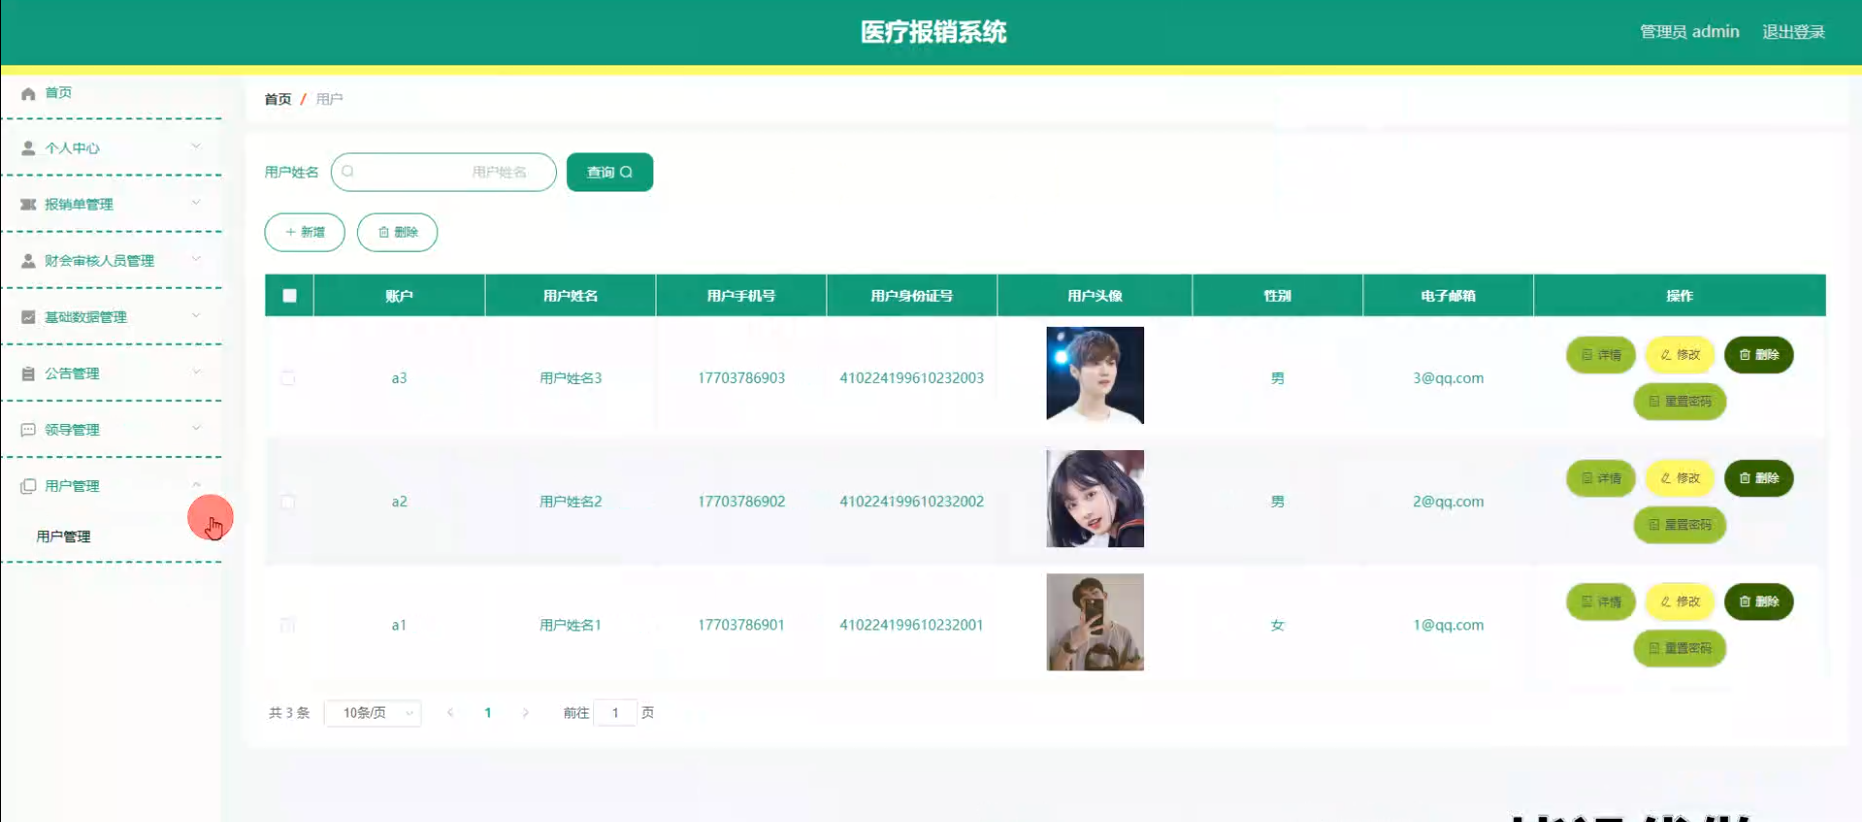 医疗报销系统
管理员 admin 退出登录
首页
个人中心
报销单管理
财会审核人员管理
基础数据管理
公告管理
领导管理
用户管理
用户管理
首页 / 用户
用户姓名 用户姓名 查询
+ 新增 删除
账户 用户姓名 用户手机号 用户身份证号 用户头像 性别 电子邮箱 操作
a3 用户姓名3 17703786903 410224199610232003 男 3@qq.com 详情 修改 删除
重置密码
a2 用户姓名2 17703786902 410224199610232002 男 2@qq.com 详情 修改 删除
重置密码
a1 用户姓名1 17703786901 410224199610232001 女 1@qq.com 详情 修改 删除
重置密码
共 3 条 10条/页 < 1 > 前往 1 页